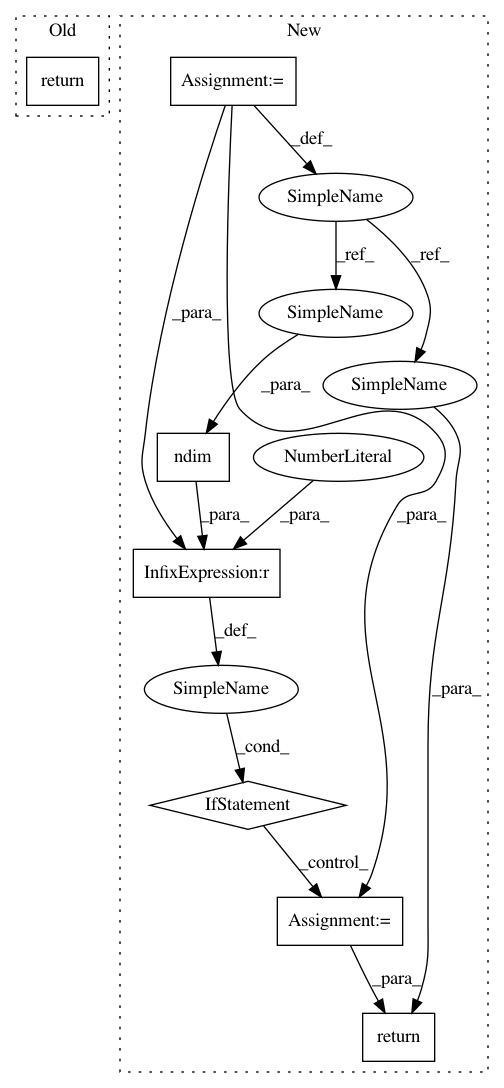 Old
New
return
Assignment:=
_def_
SimpleName
_ref_
_ref_
SimpleName
_para_
SimpleName
_para_
ndim
NumberLiteral
_para_
_para_
_para_
InfixExpression:r
_def_
_para_
SimpleName
_cond_
IfStatement
_control_
Assignment:=
_para_
return